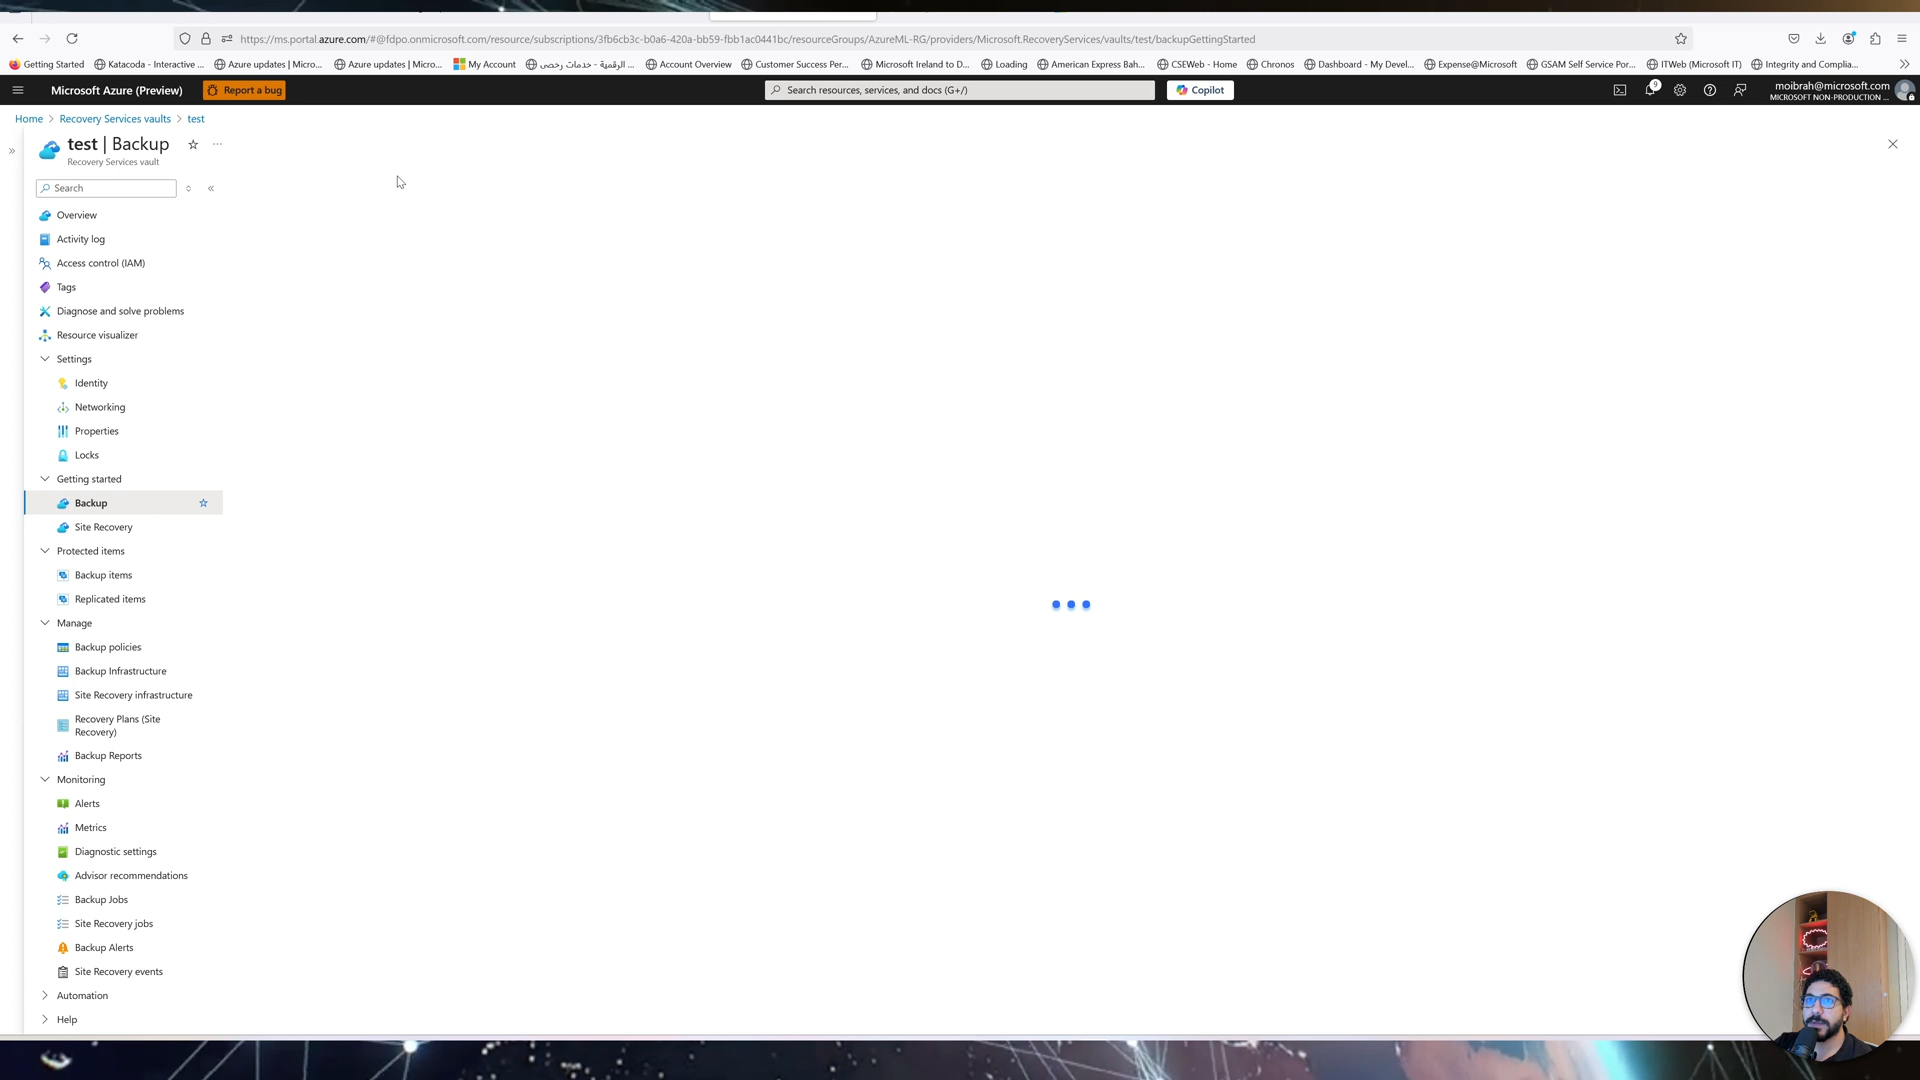 https://ms.portal.azure.com/#@fdpo.onmicrosoft.com/resource/subscriptions/3fb6cb3c-b0a6-420a-bb59-fbb1ac0441bc/resourceGroups/AzureML-RG/providers/Microsoft.RecoveryServices/vaults/test/backupGettingStarted
Getting Started Katacoda - Interactive ... Azure updates | Micro... Azure updates | Micro... My Account الرقمية - خدمات رخصى ... Account Overview Customer Success Per... Microsoft Ireland to D... Loading American Express Bah... CSEWeb - Home Chronos Dashboard - My Devel... Expense@Microsoft GSAM Self Service Por... ITWeb (Microsoft IT) Integrity and Complia...
Microsoft Azure (Preview) Report a bug Search resources, services, and docs (G+/) Copilot 9 moibrah@microsoft.com
MICROSOFT NON-PRODUCTION ...
Home > Recovery Services vaults > test
test | Backup
Recovery Services vault
Search
Overview
Activity log
Access control (IAM)
Tags
Diagnose and solve problems
Resource visualizer
Settings
Identity
Networking
Properties
Locks
Getting started
Backup
Site Recovery
Protected items
Backup items
Replicated items
Manage
Backup policies
Backup Infrastructure
Site Recovery infrastructure
Recovery Plans (Site
Recovery)
Backup Reports
Monitoring
Alerts
Metrics
Diagnostic settings
Advisor recommendations
Backup Jobs
Site Recovery jobs
Backup Alerts
Site Recovery events
Automation
Help